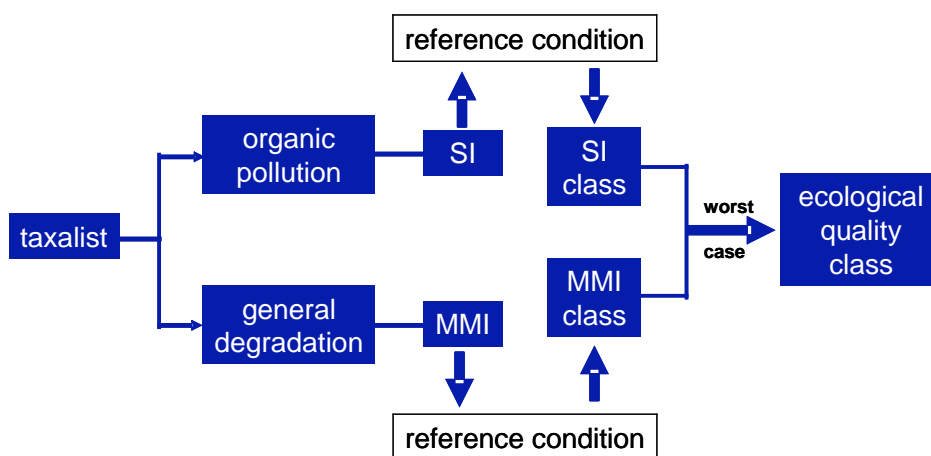 reference condition
organic
pollution
SI
SI
class
taxalist
worst
case
ecological
quality
class
general
degradation
MMI
MMI
class
reference condition